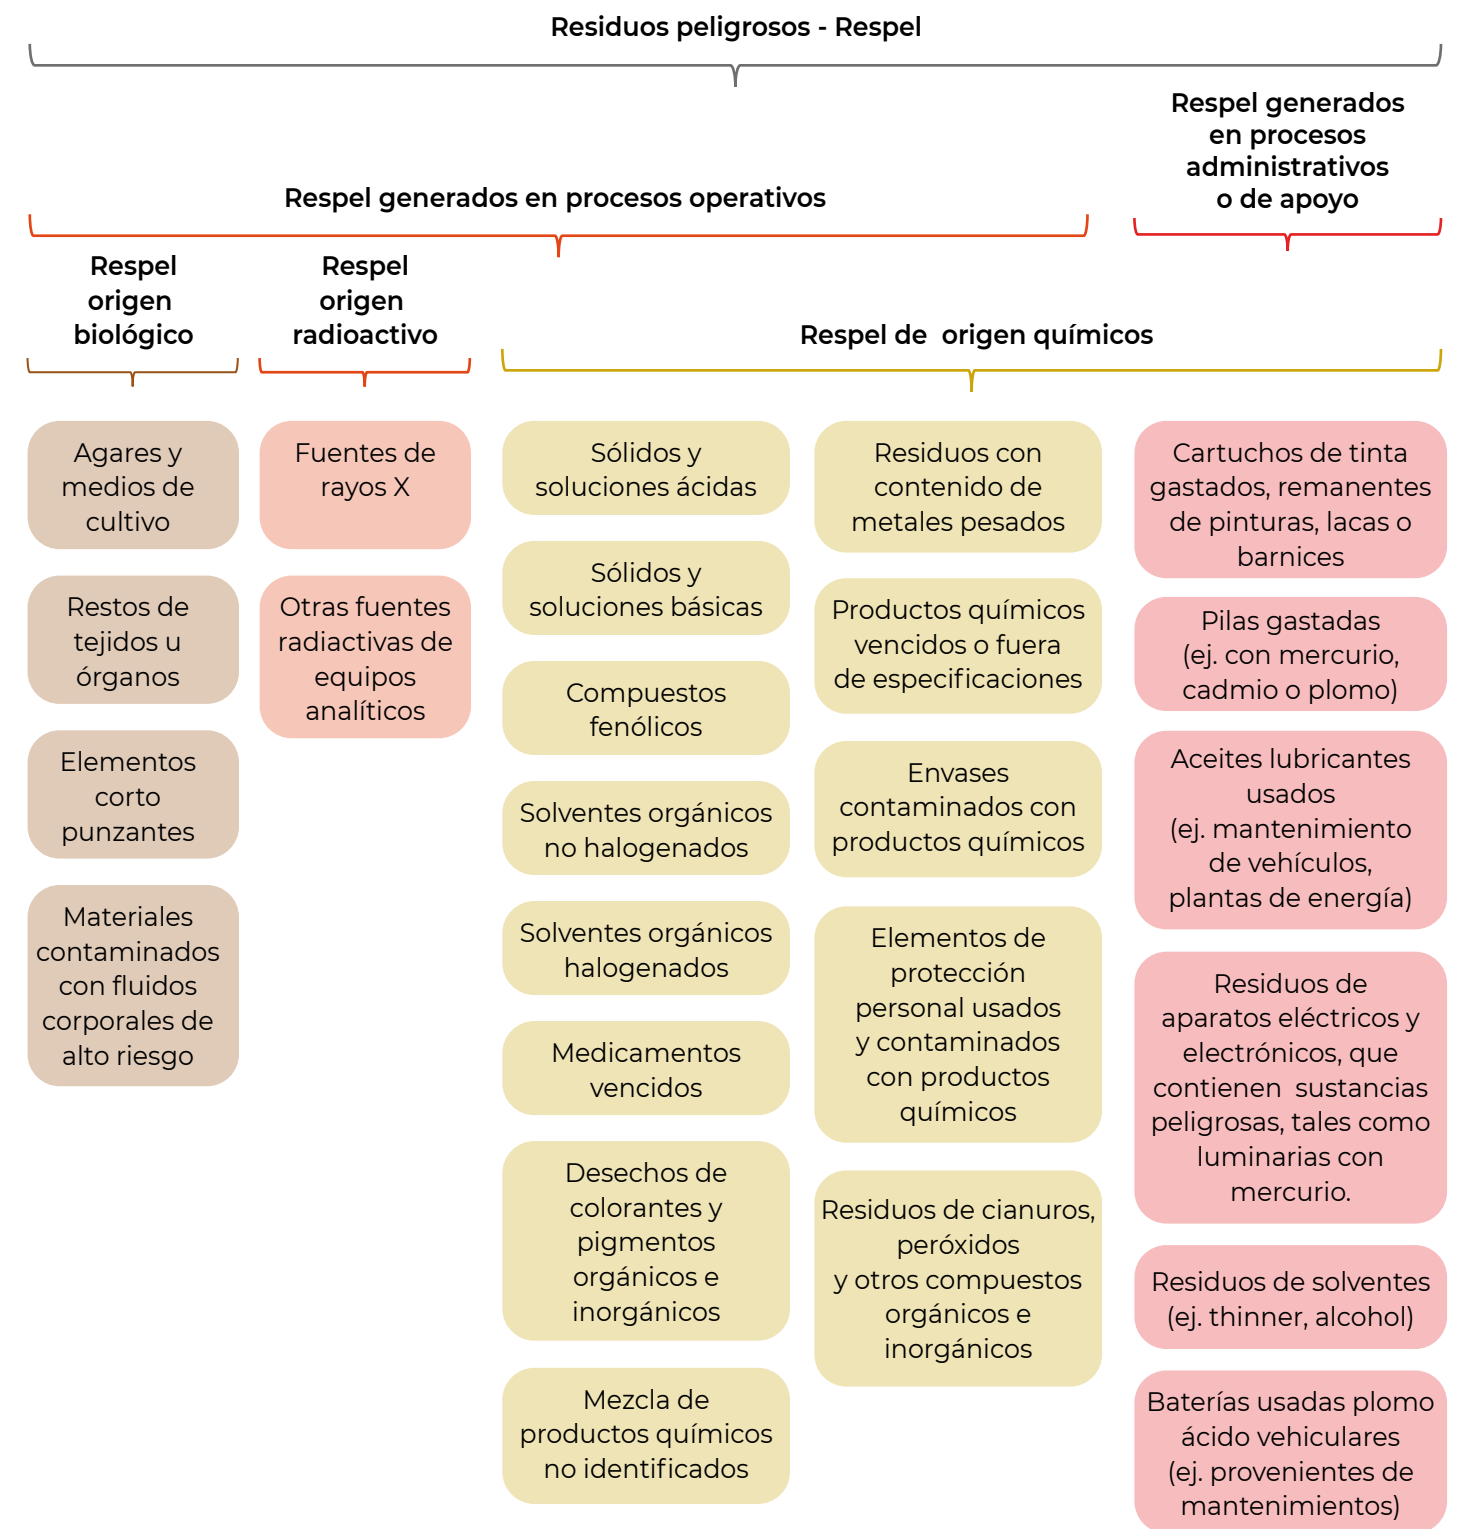 Residuos peligrosos - Respel
Respel generados
en procesos
administrativos
o de apoyo
Respel generados en procesos operativos
Respel
origen
biológico
Respel
origen
radioactivo
Respel de  origen químicos
Agares y
medios de
cultivo
Restos de
tejidos u
órganos
Elementos
corto
punzantes
Materiales
contaminados
con fluidos
corporales de
alto riesgo
Fuentes de
rayos X
Otras fuentes
radiactivas de
equipos
analíticos
Sólidos y
soluciones ácidas
Sólidos y
soluciones básicas
Compuestos
fenólicos
Solventes orgánicos
no halogenados
Solventes orgánicos
halogenados
Medicamentos
vencidos
Desechos de
colorantes y
pigmentos
orgánicos e
inorgánicos
Mezcla de
productos químicos
no identificados
Residuos con
contenido de
metales pesados
Productos químicos
vencidos o fuera
de especificaciones
Envases
contaminados con
productos químicos
Elementos de
protección
personal usados
y contaminados
con productos
químicos
Residuos de cianuros,
peróxidos
y otros compuestos
orgánicos e
inorgánicos
Cartuchos de tinta
gastados, remanentes
de pinturas, lacas o
barnices
Pilas gastadas
(ej. con mercurio,
cadmio o plomo)
Aceites lubricantes
usados
(ej. mantenimiento
de vehículos,
plantas de energía)
Residuos de
aparatos eléctricos y
electrónicos, que
contienen  sustancias
peligrosas, tales como
luminarias con
mercurio.
Residuos de solventes
(ej. thinner, alcohol)
Baterías usadas plomo
ácido vehiculares
(ej. provenientes de
mantenimientos)